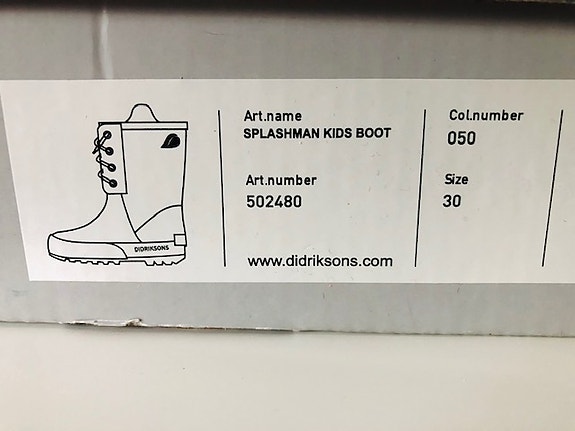 Art.name
SPLASHMAN KIDS BOOT
Art.number
502480
www.didriksons.com
Col.number
050
Size
30
DIDRIKSONS